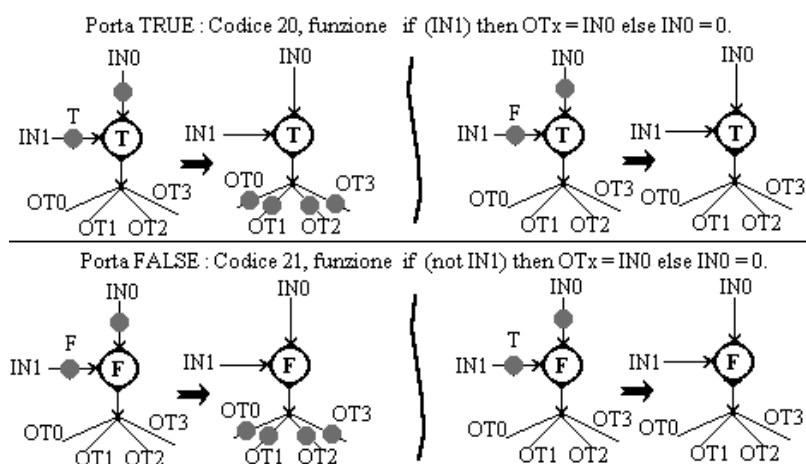 Porta TRUE : Codice 20, funzione if (IN1) then OTx = IN0 else IN0 = 0.
IN0
T
IN1
T
OT0
OT1
OT2
OT3
IN0
IN1
T
OT0
OT1
OT2
OT3
IN0
F
IN1
T
OT0
OT1
OT2
OT3
IN0
IN1
T
OT0
OT1
OT2
OT3
Porta FALSE : Codice 21, funzione if (not IN1) then OTx = IN0 else IN0 = 0.
IN0
F
IN1
F
OT0
OT1
OT2
OT3
IN0
IN1
F
OT0
OT1
OT2
OT3
IN0
T
IN1
F
OT0
OT1
OT2
OT3
IN0
IN1
F
OT0
OT1
OT2
OT3